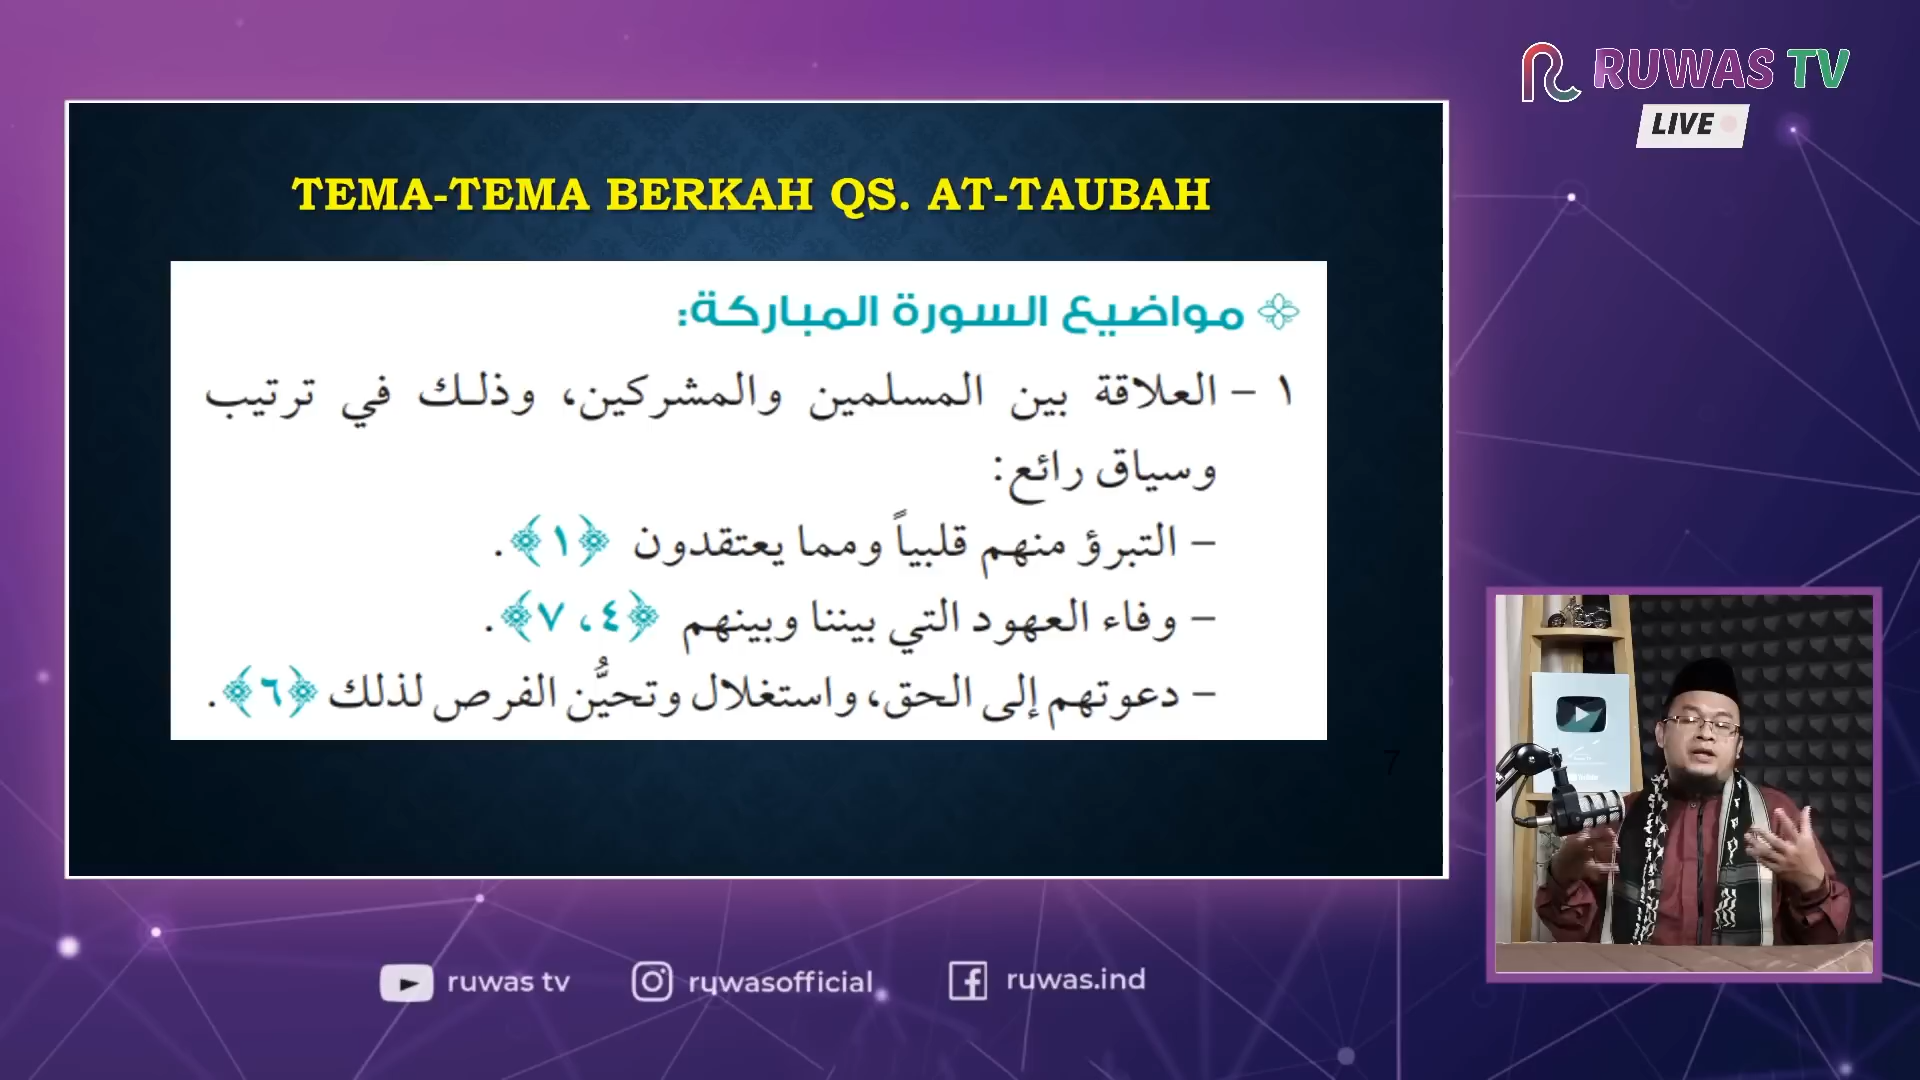 RUWAS TV
LIVE
TEMA-TEMA BERKAH QS. AT-TAUBAH
مواضيع السورة المباركة:
١ – العلاقة بين المسلمين والمشركين، وذلك في ترتيب
وسياق رائع:
– التبرؤ منهم قلبياً ومما يعتقدون ﴿١﴾.
– وفاء العهود التي بيننا وبينهم ﴿٤، ٧﴾.
– دعوتهم إلى الحق، واستغلال وتحيُّن الفرص لذلك ﴿٦﴾.
7
ruwas tv
ruwasofficial
ruwas.ind